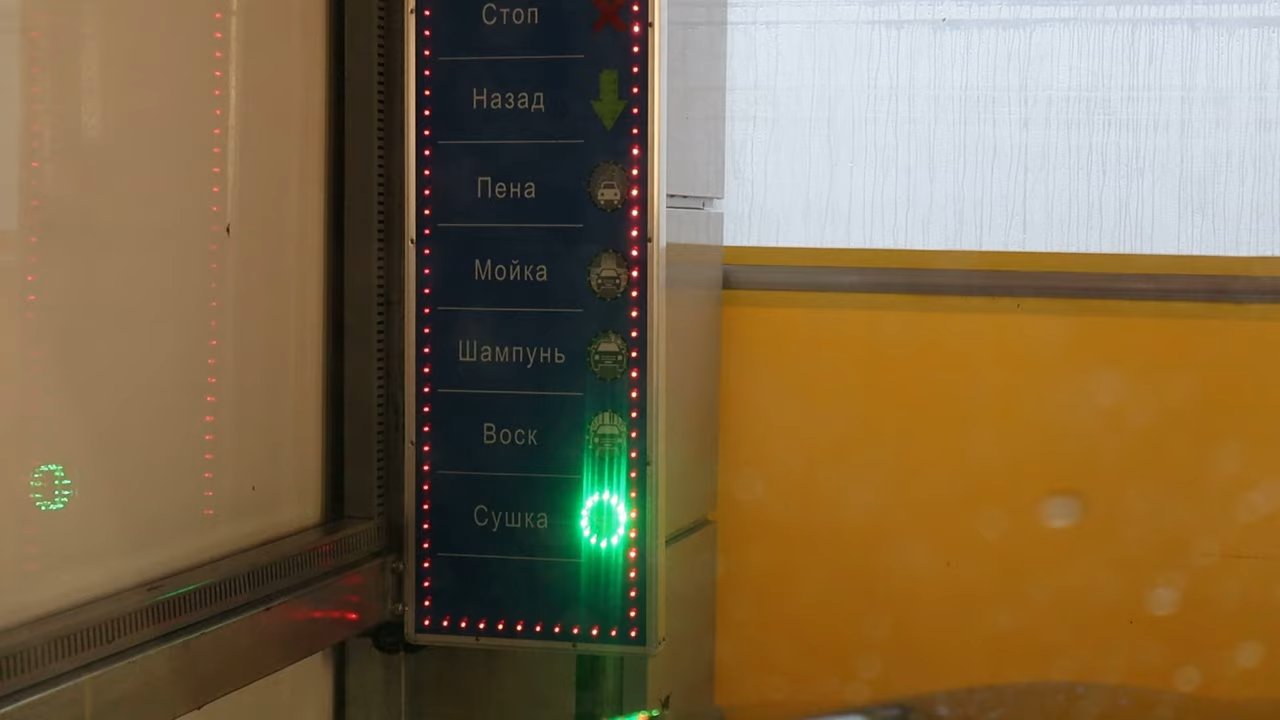 Стоп
Назад
Пена
Мойка
Шампунь
Воск
Сушка